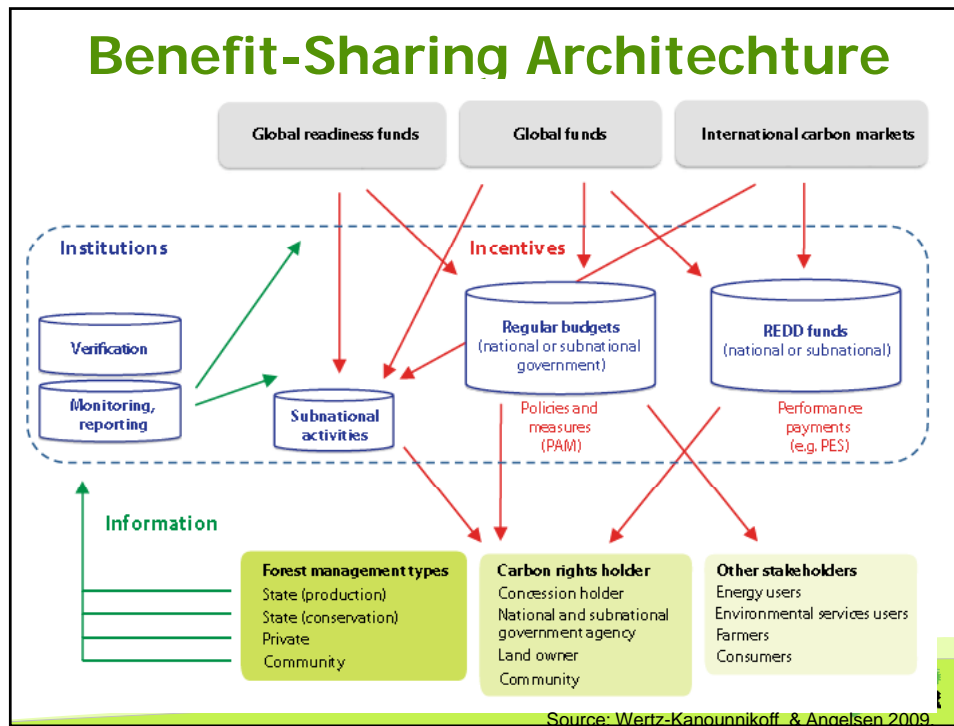 Benefit-Sharing Architechture
Global readiness funds
Global funds
International carbon markets
Institutions
Incentives
Verification
Monitoring,
reporting
Subnational
activities
Regular budgets
(national or subnational
government)
REDD funds
(national or subnational)
Policies and
measures
(PAM)
Performance
payments
(e.g. PES)
Information
Forest management types
State (production)
State (conservation)
Private
Community
Carbon rights holder
Concession holder
National and subnational
government agency
Land owner
Community
Other stakeholders
Energy users
Environmental services users
Farmers
Consumers
Source: Wertz-Kanounnikoff & Angelsen 2009.